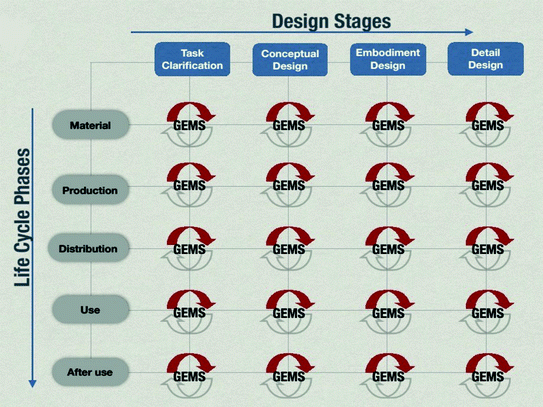 Design Stages
Task
Clarification
Conceptual
Design
Embodiment
Design
Detail
Design
Life Cycle Phases
Material
GEMS GEMS GEMS GEMS
Production
GEMS GEMS GEMS GEMS
Distribution
GEMS GEMS GEMS GEMS
Use
GEMS GEMS GEMS GEMS
After use
GEMS GEMS GEMS GEMS